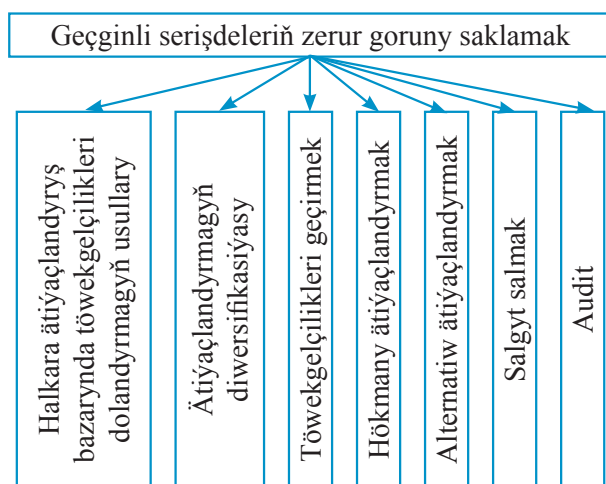 Geçginli serişdeleriň zerur goruny saklamak
Halkara ätiýaçlandyryş
bazarynda töwekgelçilikleri
dolandyrmagyň usullary
Ätiýaçlandyrmagyň
diwersifikasiýasy
Töwekgelçilikleri geçirmek
Hökmany ätiýaçlandyrmak
Alternatiw ätiýaçlandyrmak
Salgyt salmak
Audit